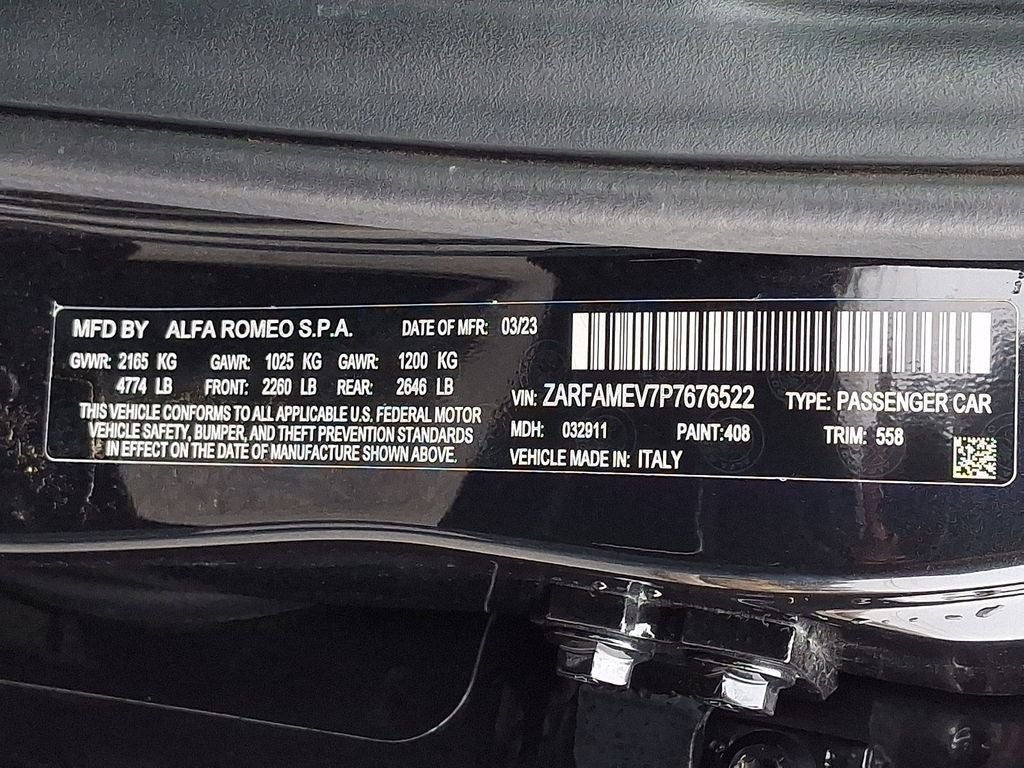 MFD BY ALFA ROMEO S.P.A. DATE OF MFR: 03/23
GVWR: 2165 KG GAWR: 1025 KG GAWR: 1200 KG
4774 LB FRONT: 2260 LB REAR: 2646 LB
THIS VEHICLE CONFORMS TO ALL APPLICABLE U.S. FEDERAL MOTOR
VEHICLE SAFETY, BUMPER, AND THEFT PREVENTION STANDARDS
IN EFFECT ON THE DATE OF MANUFACTURE SHOWN ABOVE.
VIN: ZARFAMEV7P7676522 TYPE: PASSENGER CAR
MDH: 032911 PAINT:408 TRIM: 558
VEHICLE MADE IN: ITALY